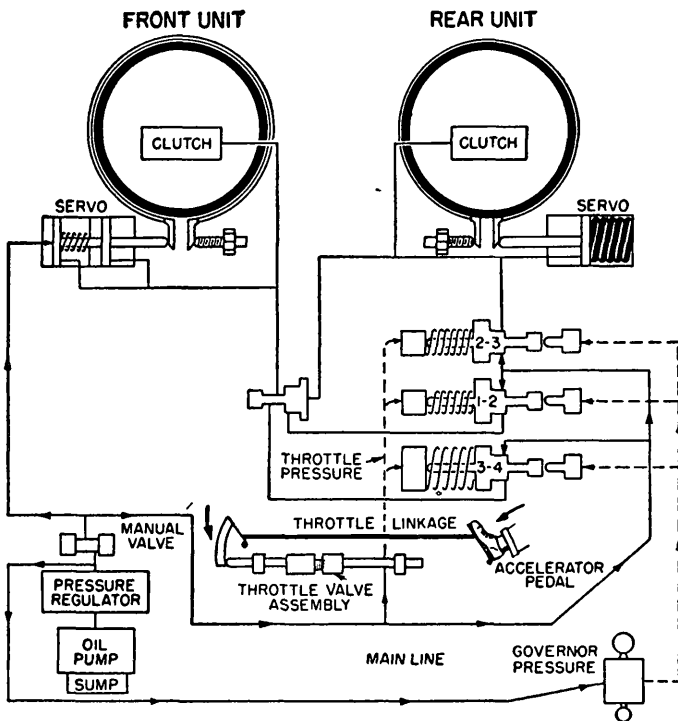 FRONT UNIT
REAR UNIT
CLUTCH
CLUTCH
SERVO
SERVO
2-3
1-2
3-4
THROTTLE
PRESSURE
MANUAL
VALVE
THROTTLE LINKAGE
ACCELERATOR
PEDAL
THROTTLE VALVE
ASSEMBLY
PRESSURE
REGULATOR
OIL
PUMP
SUMP
MAIN LINE
GOVERNOR
PRESSURE